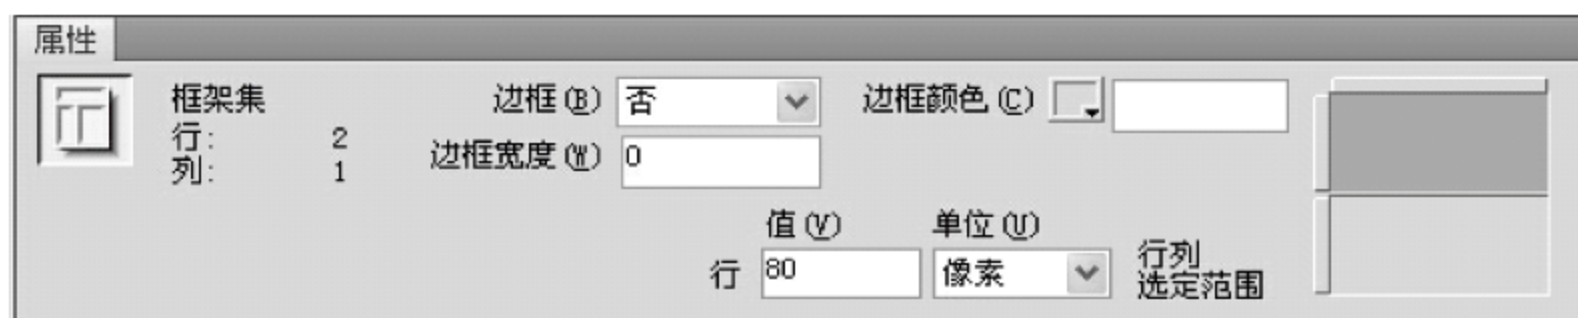 属性
框架集
行: 2
列: 1
边框(B) 否
边框宽度(W) 0
边框颜色(C)
值(V) 单位(U)
行 80 像素
行列
选定范围